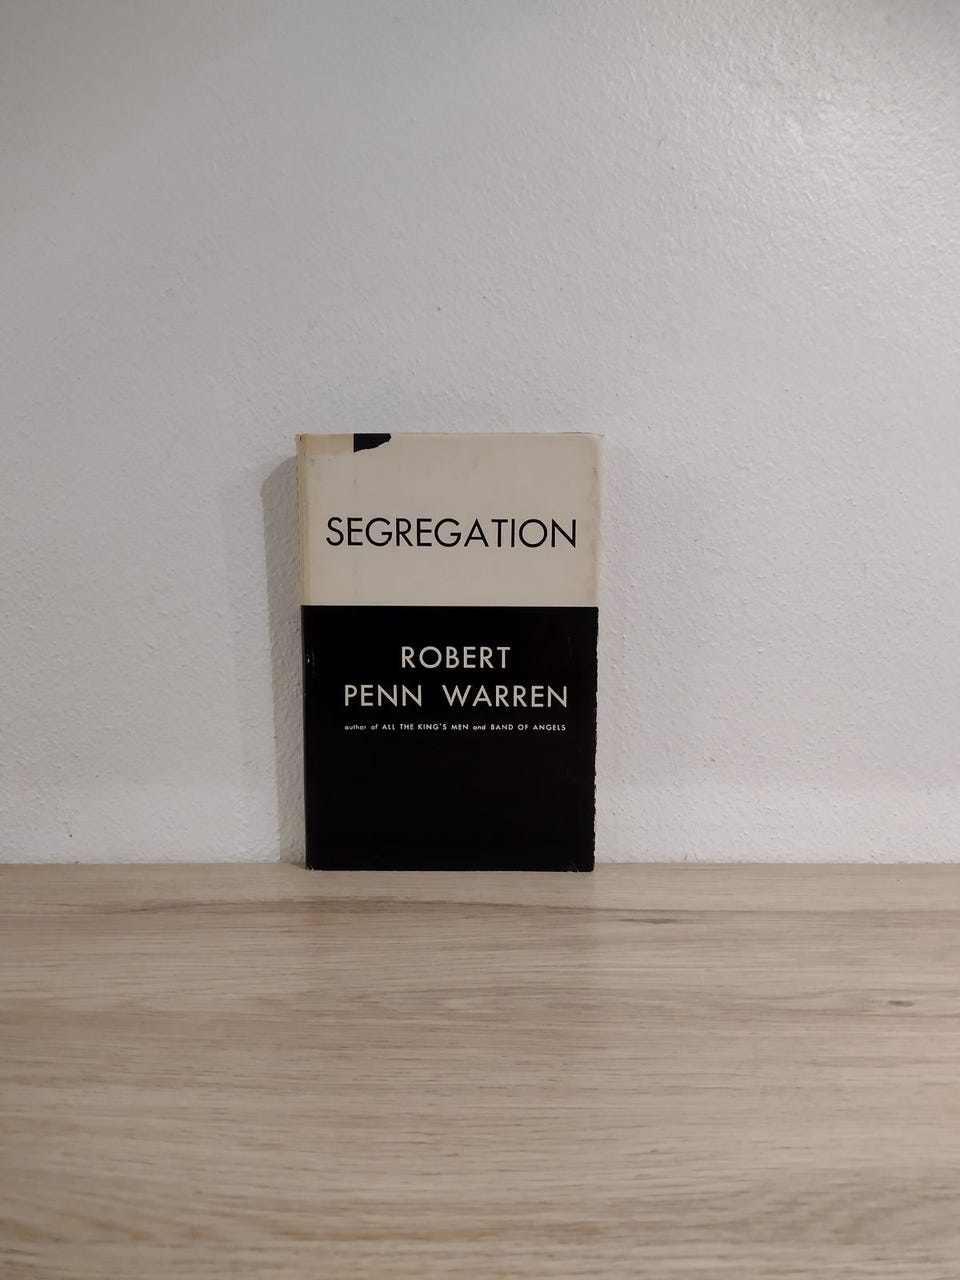 SEGREGATION
ROBERT
PENN WARREN
author of ALL THE KING'S MEN and BAND OF ANGELS